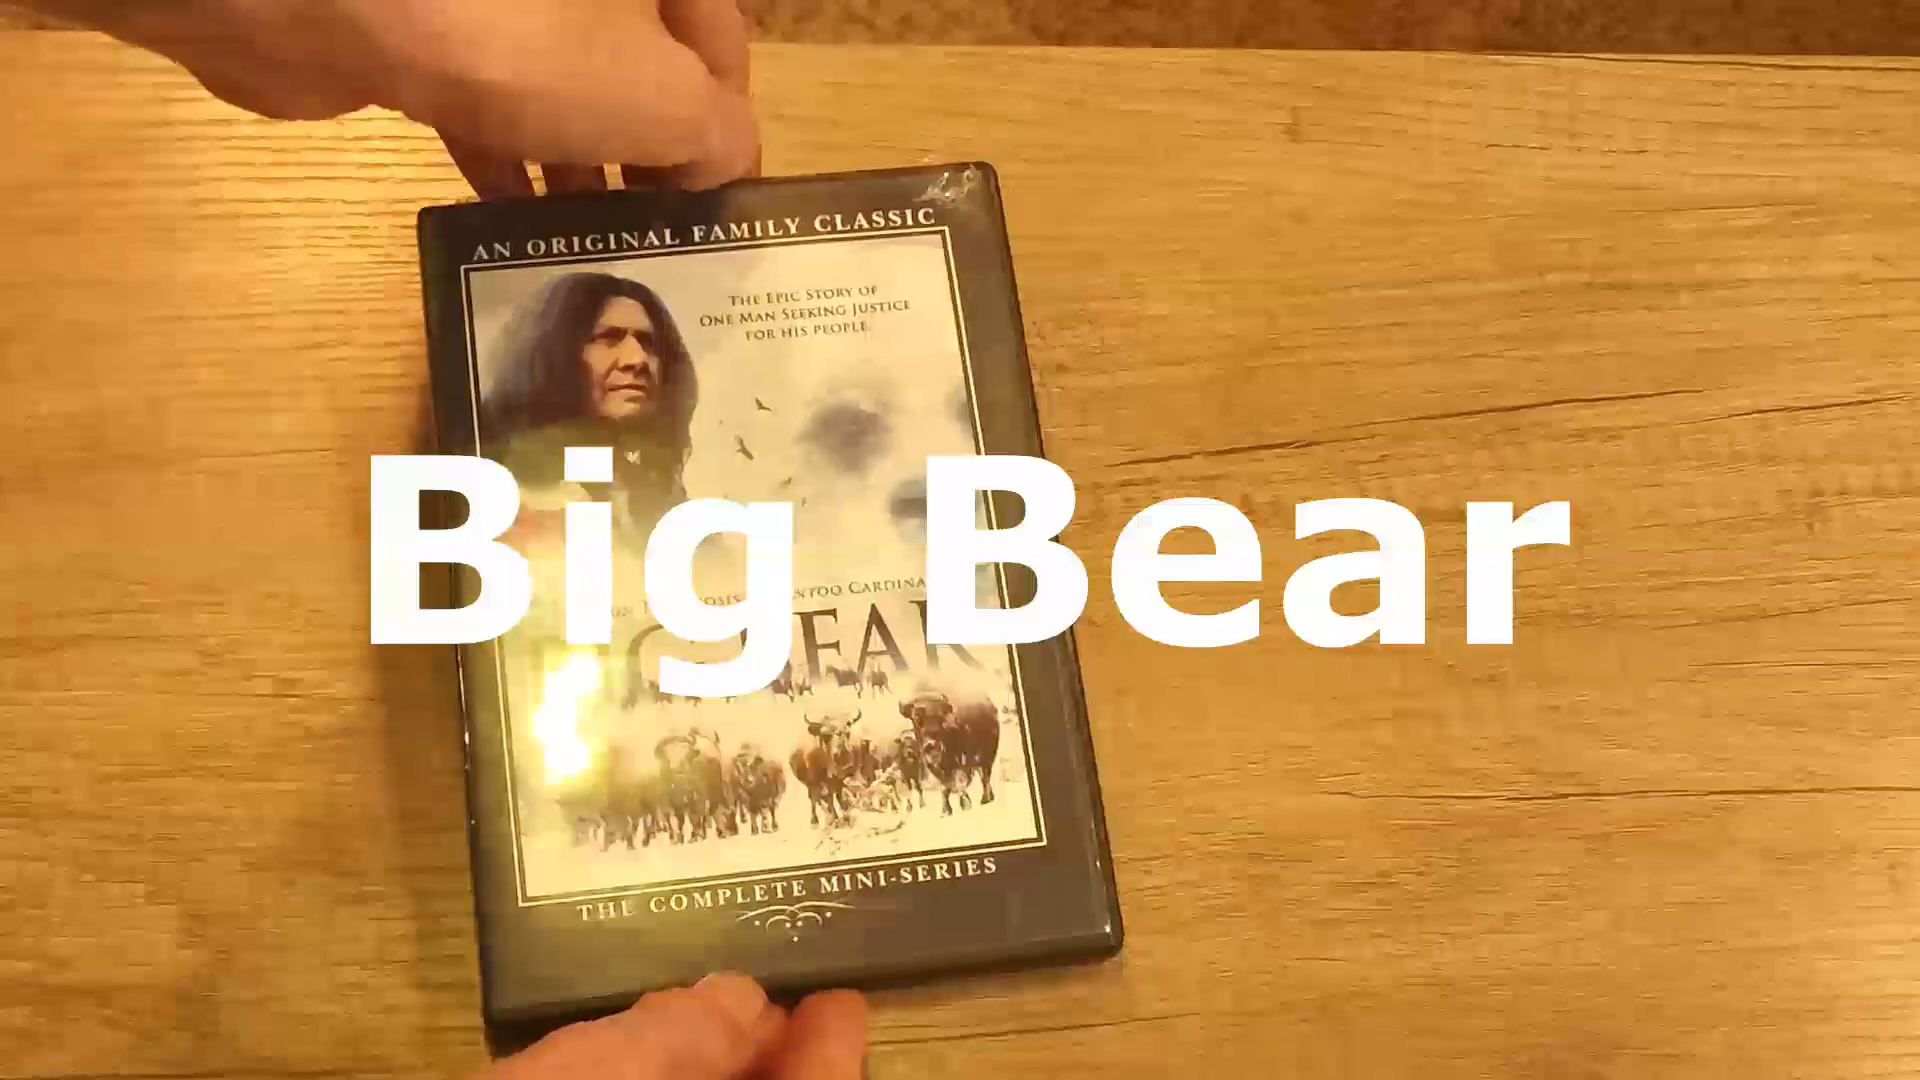 AN ORIGINAL FAMILY CLASSIC
THE EPIC STORY OF
ONE MAN SEEKING JUSTICE
FOR HIS PEOPLE.
Big Bear
THE COMPLETE MINI-SERIES